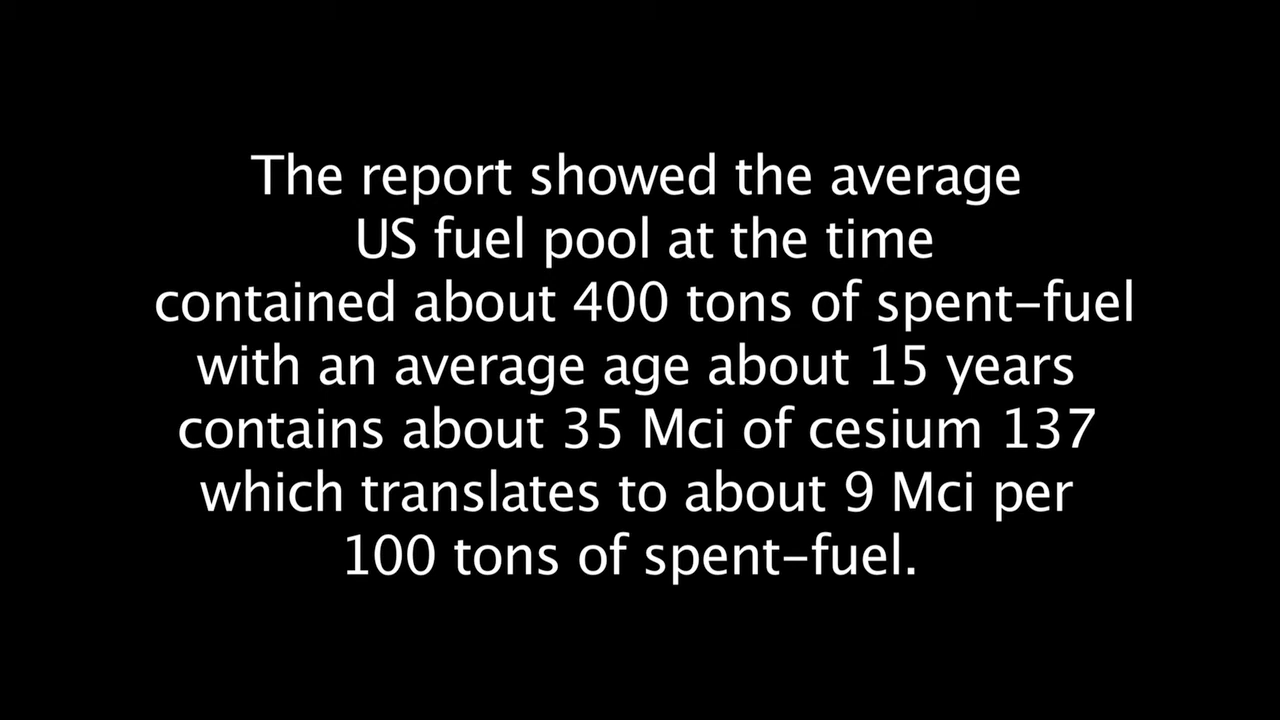 The report showed the average
US fuel pool at the time
contained about 400 tons of spent-fuel
with an average age about 15 years
contains about 35 Mci of cesium 137
which translates to about 9 Mci per
100 tons of spent-fuel.